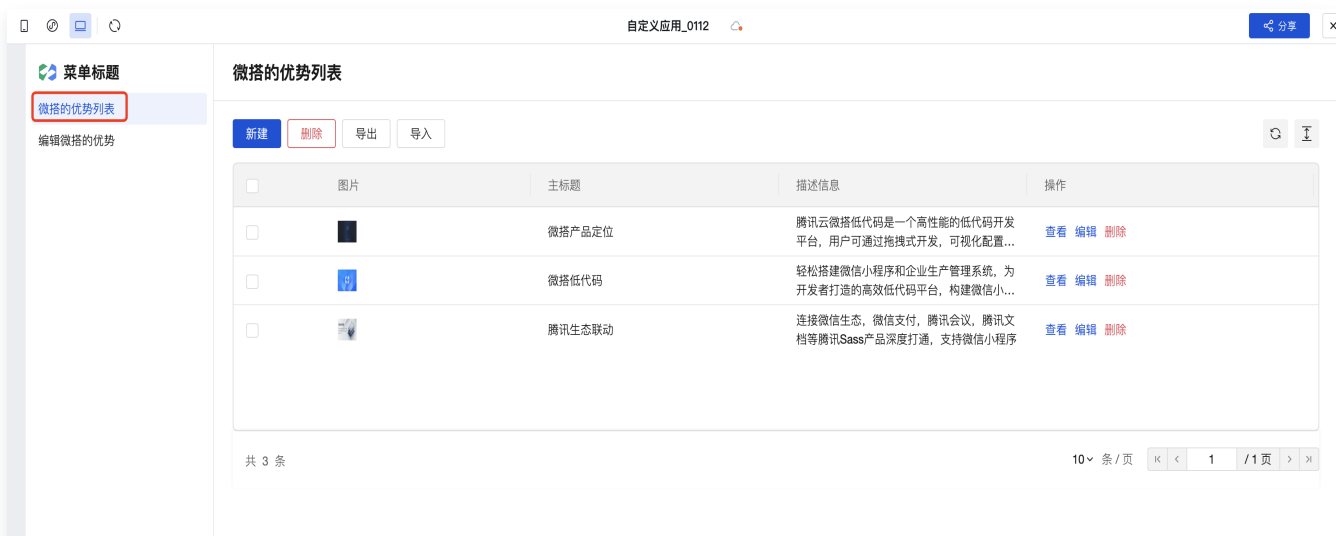 自定义应用_0112
分享
菜单标题
微搭的优势列表
编辑微搭的优势
微搭的优势列表
新建 删除 导出 导入
图片 主标题 描述信息 操作
微搭产品定位 腾讯云微搭低代码是一个高性能的低代码开发
平台，用户可通过拖拽式开发，可视化配置... 查看 编辑 删除
微搭低代码 轻松搭建微信小程序和企业生产管理系统，为
开发者打造的高效低代码平台，构建微信小... 查看 编辑 删除
腾讯生态联动 连接微信生态，微信支付，腾讯会议，腾讯文
档等腾讯Sass产品深度打通，支持微信小程序 查看 编辑 删除
共 3 条 10 条 / 页 1 / 1 页